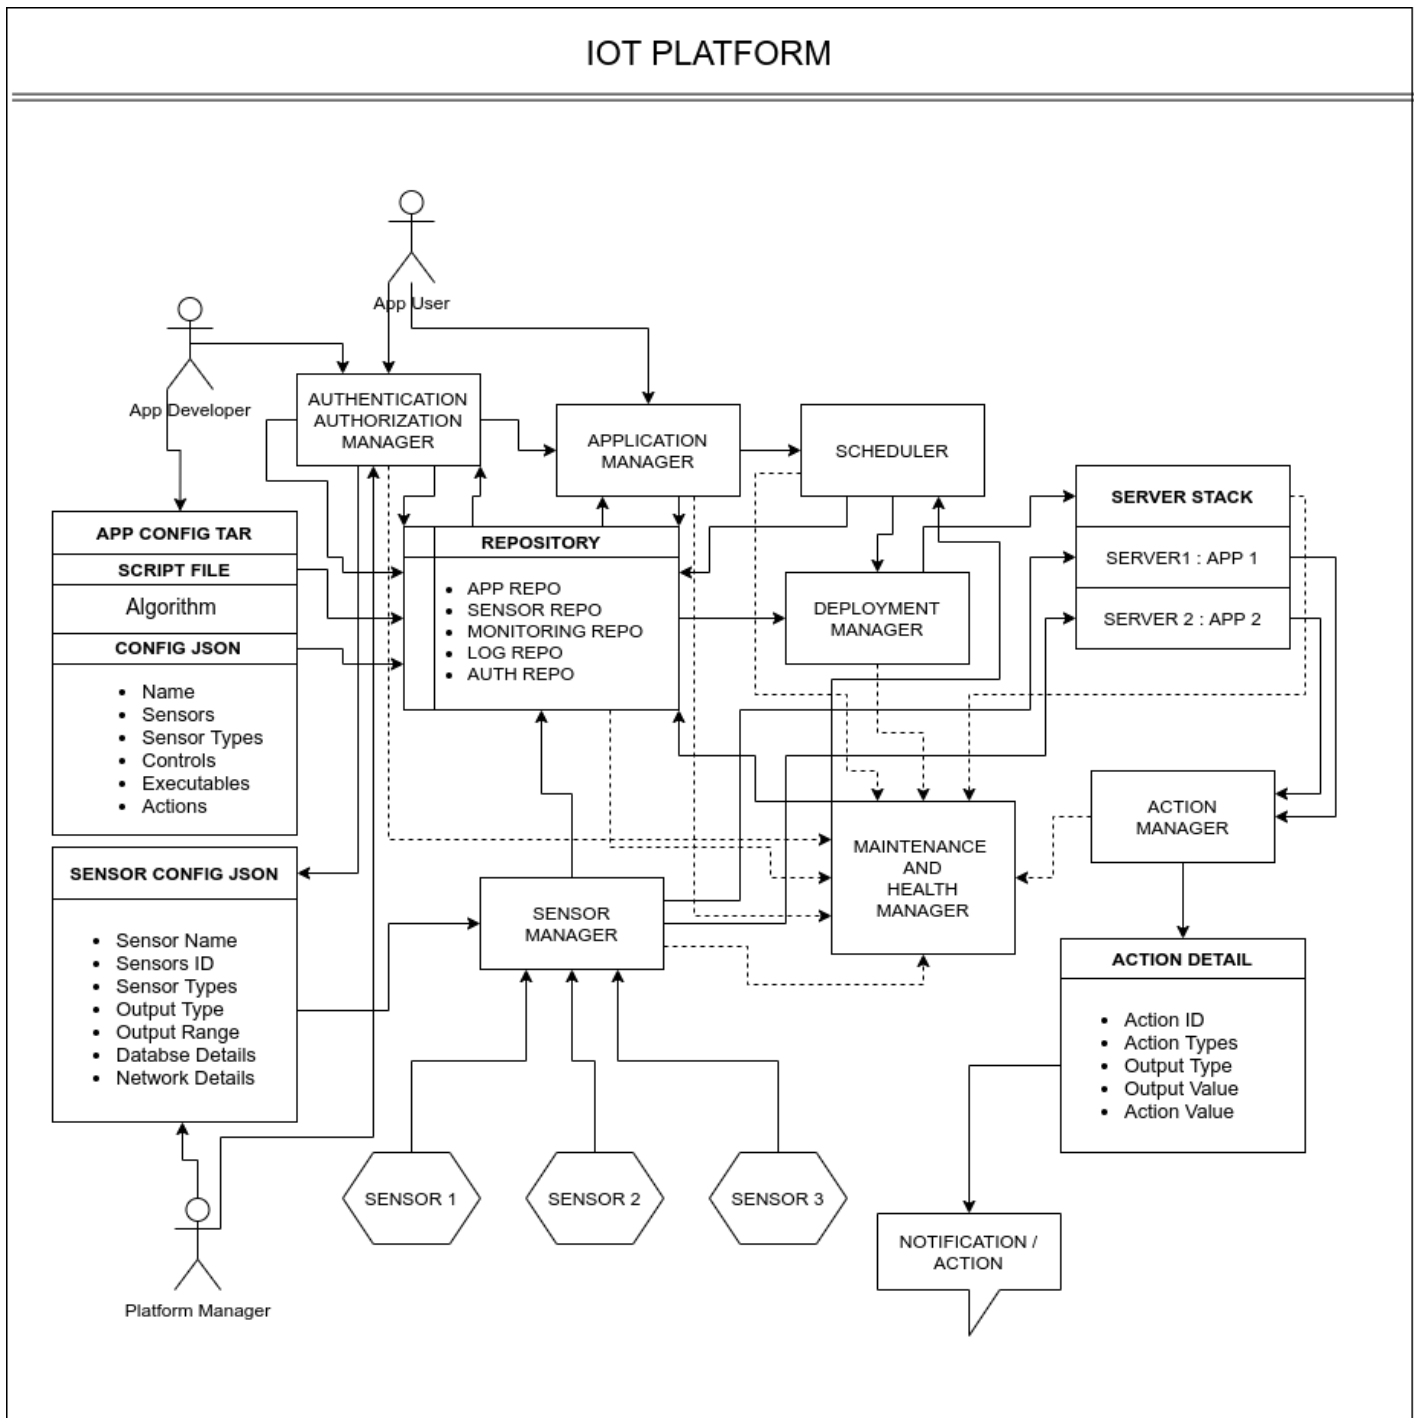 IOT PLATFORM
App User
App Developer
AUTHENTICATION
AUTHORIZATION
MANAGER
APPLICATION
MANAGER
SCHEDULER
SERVER STACK
SERVER1 : APP 1
SERVER 2 : APP 2
APP CONFIG TAR
SCRIPT FILE
Algorithm
CONFIG JSON
• Name
• Sensors
• Sensor Types
• Controls
• Executables
• Actions
REPOSITORY
• APP REPO
• SENSOR REPO
• MONITORING REPO
• LOG REPO
• AUTH REPO
DEPLOYMENT
MANAGER
ACTION
MANAGER
MAINTENANCE
AND
HEALTH
MANAGER
SENSOR CONFIG JSON
• Sensor Name
• Sensors ID
• Sensor Types
• Output Type
• Output Range
• Databse Details
• Network Details
SENSOR
MANAGER
ACTION DETAIL
• Action ID
• Action Types
• Output Type
• Output Value
• Action Value
SENSOR 1
SENSOR 2
SENSOR 3
NOTIFICATION /
ACTION
Platform Manager